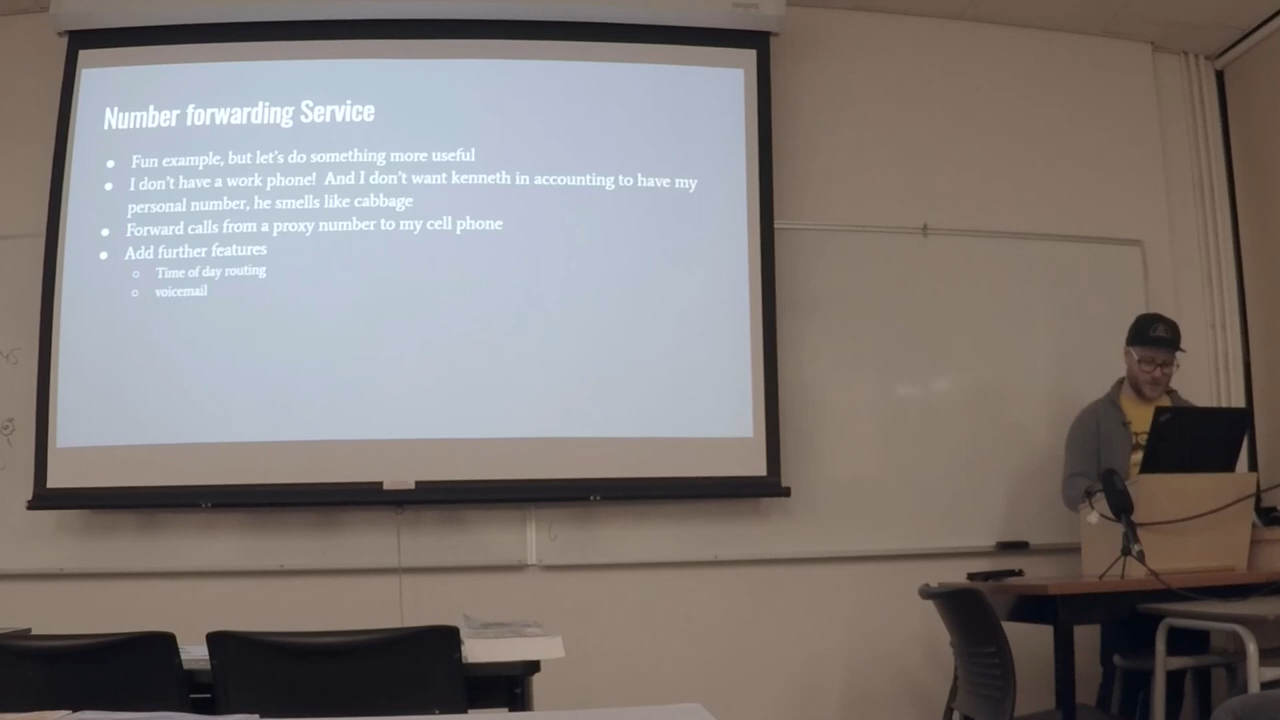 Number forwarding Service
● Fun example, but let's do something more useful
● I don't have a work phone! And I don't want kenneth in accounting to have my
personal number, he smells like cabbage
● Forward calls from a proxy number to my cell phone
● Add further features
○ Time of day routing
○ voicemail